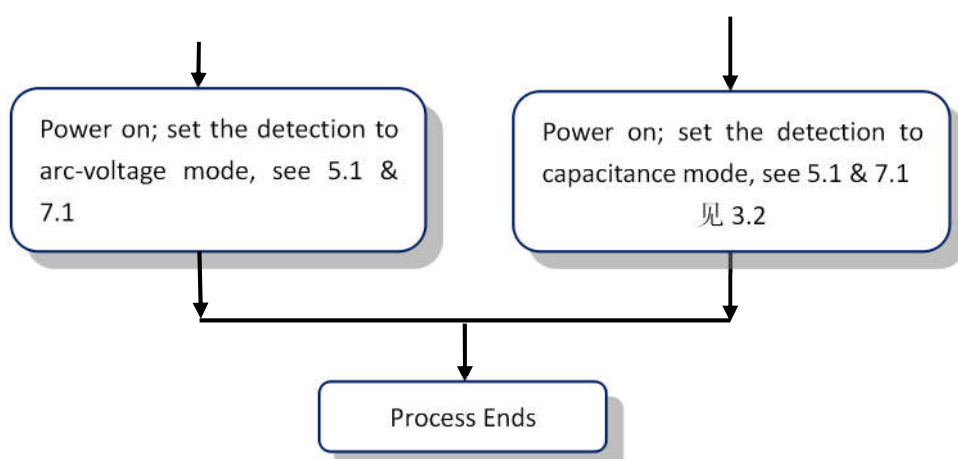 Power on; set the detection to
arc-voltage mode, see 5.1 &
7.1
Power on; set the detection to
capacitance mode, see 5.1 & 7.1
见 3.2
Process Ends